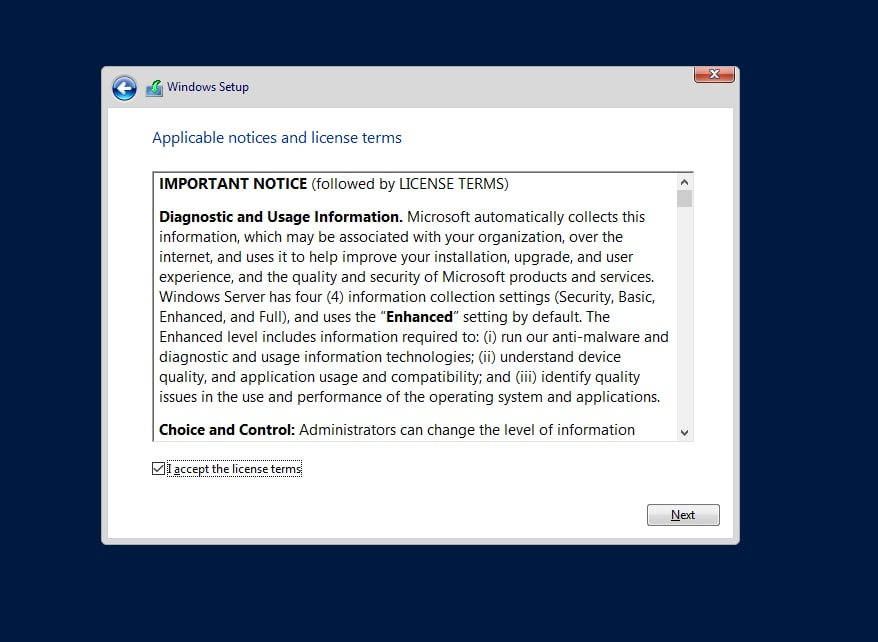 Windows Setup
Applicable notices and license terms
IMPORTANT NOTICE (followed by LICENSE TERMS)
Diagnostic and Usage Information. Microsoft automatically collects this
information, which may be associated with your organization, over the
internet, and uses it to help improve your installation, upgrade, and user
experience, and the quality and security of Microsoft products and services.
Windows Server has four (4) information collection settings (Security, Basic,
Enhanced, and Full), and uses the “Enhanced” setting by default. The
Enhanced level includes information required to: (i) run our anti-malware and
diagnostic and usage information technologies; (ii) understand device
quality, and application usage and compatibility; and (iii) identify quality
issues in the use and performance of the operating system and applications.
Choice and Control: Administrators can change the level of information
I accept the license terms
Next